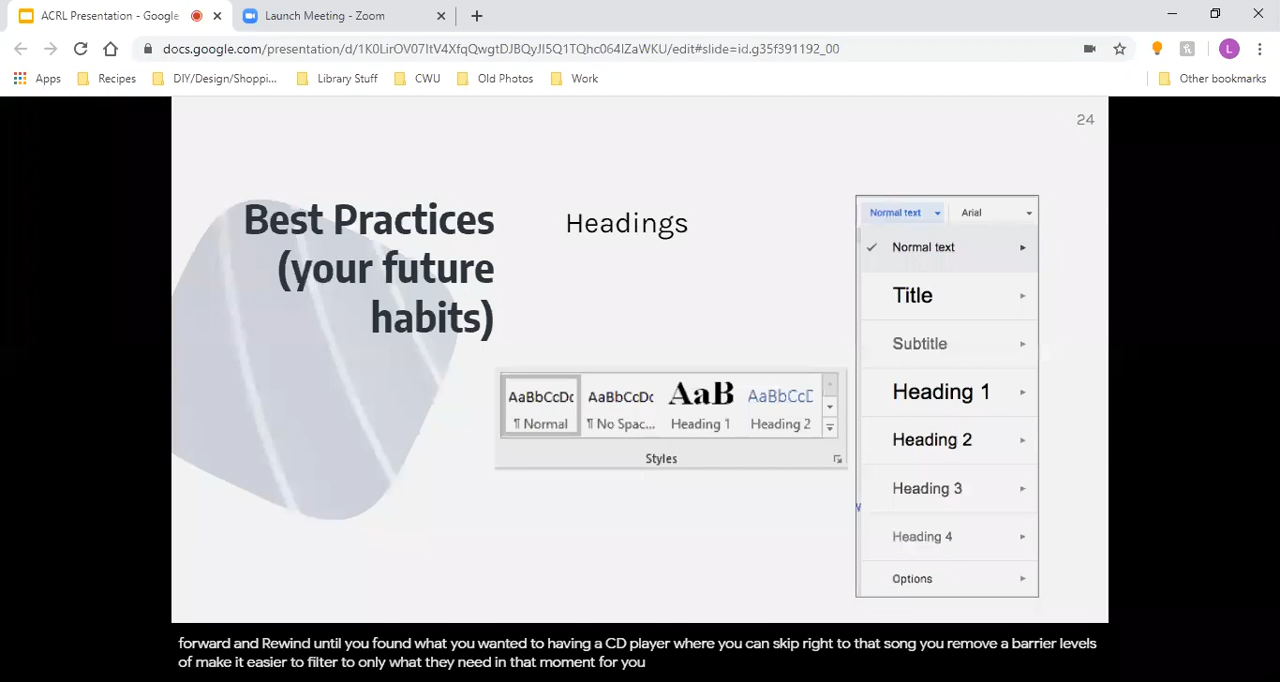 ACRL Presentation - Google
Launch Meeting - Zoom
docs.google.com/presentation/d/1K0LirOV07ltV4XfqQwgtDJBQyJI5Q1TQhc064lZaWKU/edit#slide=id.g35f391192_00
L
Apps
Recipes
DIY/Design/Shoppi...
Library Stuff
CWU
Old Photos
Work
Other bookmarks
24
Best Practices
(your future
habits)
Headings
AaBbCcDc
¶ Normal
AaBbCcDc
¶ No Spac...
AaB
Heading 1
AaBbCcD
Heading 2
Styles
Normal text
Arial
Normal text
Title
Subtitle
Heading 1
Heading 2
Heading 3
Heading 4
Options
forward and Rewind until you found what you wanted to having a CD player where you can skip right to that song you remove a barrier levels
of make it easier to filter to only what they need in that moment for you